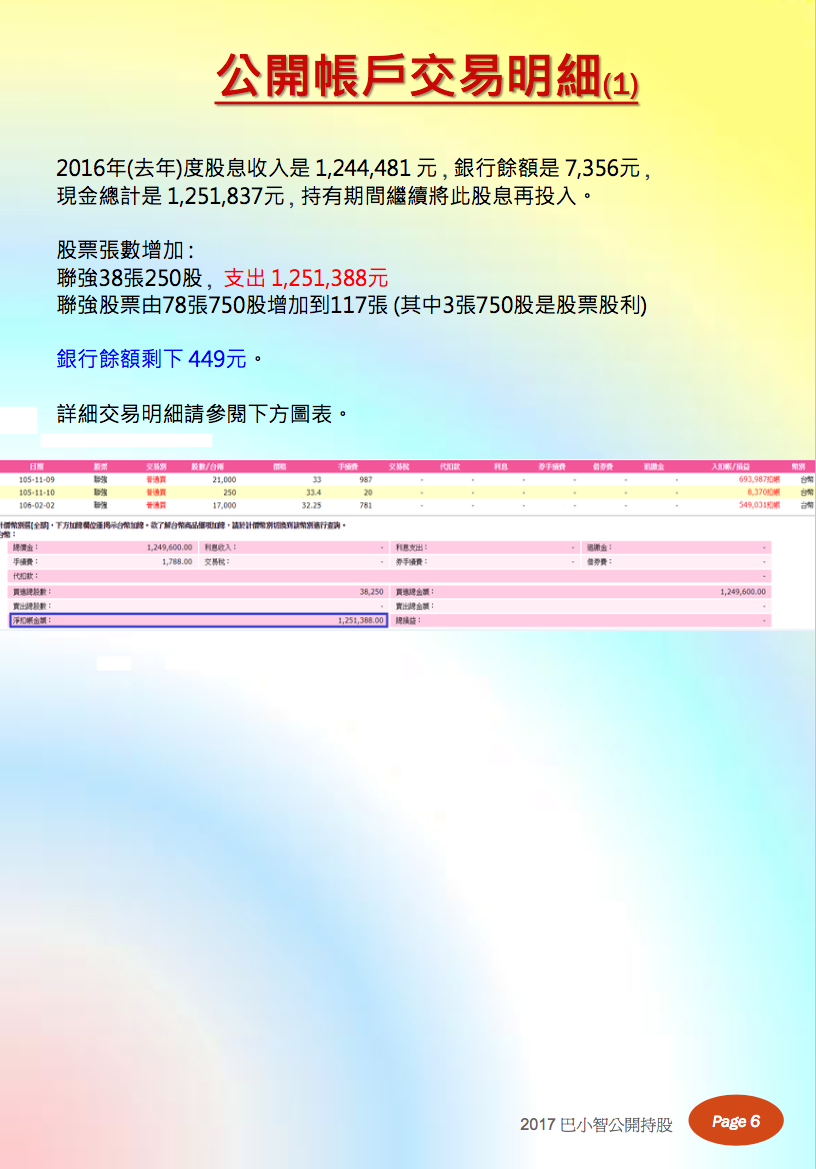 公開帳戶交易明細(1)
2016年(去年)度股息收入是 1,244,481 元 , 銀行餘額是 7,356元 ,
現金總計是 1,251,837元 , 持有期間繼續將此股息再投入。
股票張數增加 :
聯強38張250股 , 支出 1,251,388元
聯強股票由78張750股增加到117張 (其中3張750股是股票股利)
銀行餘額剩下 449元。
詳細交易明細請參閱下方圖表。
日期 股票 交易別 股數/台兩 價格 手續費 交易稅 代扣款 利息 券手續費 借券費 追繳金 入扣帳/損益 幣別
105-11-09 聯強 普通買 21,000 33 987 - - - - - - 693,987扣帳 台幣
105-11-10 聯強 普通買 250 33.4 20 - - - - - - 8,370扣帳 台幣
106-02-02 聯強 普通買 17,000 32.25 781 - - - - - - 549,031扣帳 台幣
台幣：
總價金： 1,249,600.00 利息收入： - 利息支出： - 追繳金： -
手續費： 1,788.00 交易稅： - 券手續費： - 借券費： -
代扣款： -
買進總股數： 38,250 買進總金額： 1,249,600.00
賣出總股數： - 賣出總金額： -
淨扣帳金額： 1,251,388.00 總損益： -
2017 巴小智公開持股
Page 6